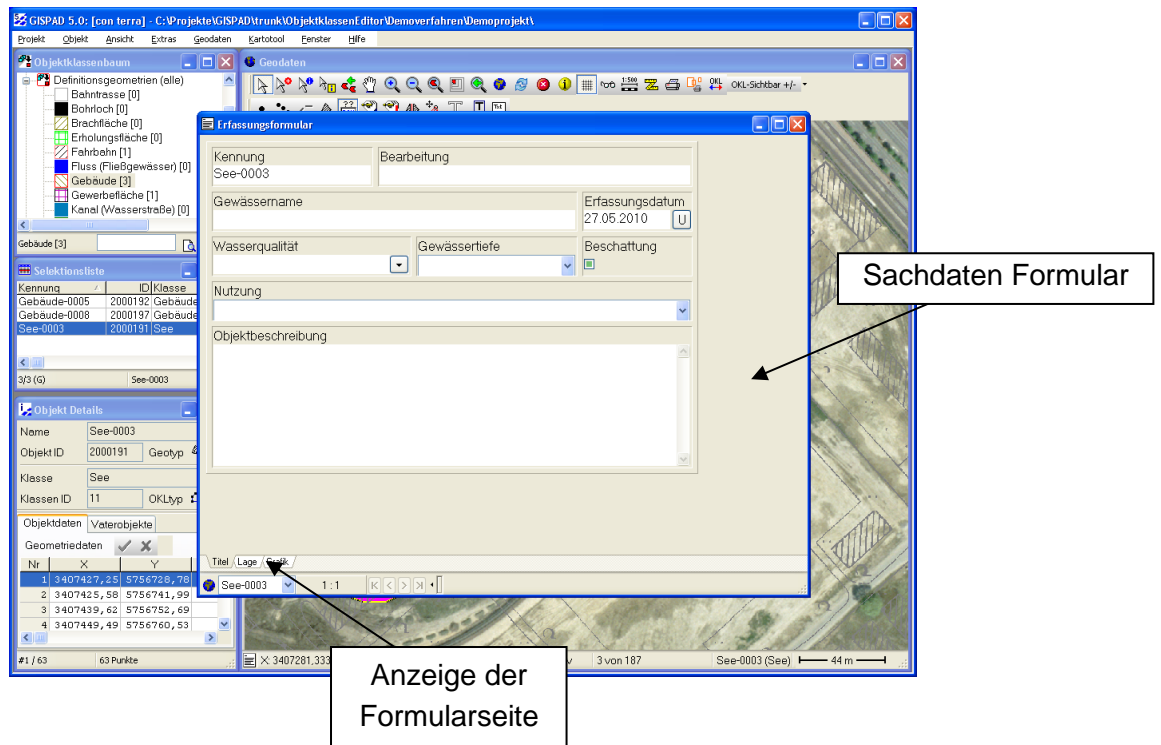 GISPAD 5.0: [con terra] - C:\Projekte\GISPAD\trunk\ObjektklassenEditor\Demoverfahren\Demoprojekt\
Projekt Objekt Ansicht Extras Geodaten Kartotool Fenster Hilfe
Objektklassenbaum
Definitionsgeometrien (alle)
Bahntrasse [0]
Bohrloch [0]
Brachfläche [0]
Erholungsfläche [0]
Fahrbahn [1]
Fluss (Fließgewässer) [0]
Gebäude [3]
Gewerbefläche [1]
Kanal (Wasserstraße) [0]
Gebäude [3]
Selektionsliste
Kennung / ID Klasse
Gebäude-0005 2000192 Gebäude
Gebäude-0008 2000197 Gebäude
See-0003 2000191 See
3/3 (G) See-0003
Objekt Details
Name See-0003
Objekt ID 2000191 Geotyp
Klasse See
Klassen ID 11 OKLtyp
Objektdaten Vaterobjekte
Geometriedaten
Nr X Y
1 3407427,25 5756728,78
2 3407425,58 5756741,99
3 3407439,62 5756752,69
4 3407449,49 5756760,53
#1 / 63 63 Punkte
Geodaten
1:500 OKL OKL-Sichtbar +/-
Erfassungsformular
Kennung Bearbeitung
See-0003
Gewässername Erfassungsdatum
27.05.2010 U
Wasserqualität Gewässertiefe Beschattung
Nutzung
Objektbeschreibung
Titel Lage Grafik
See-0003 1:1
X: 3407281,333
3 von 187 See-0003 (See) 44 m
Sachdaten Formular
Anzeige der
Formularseite